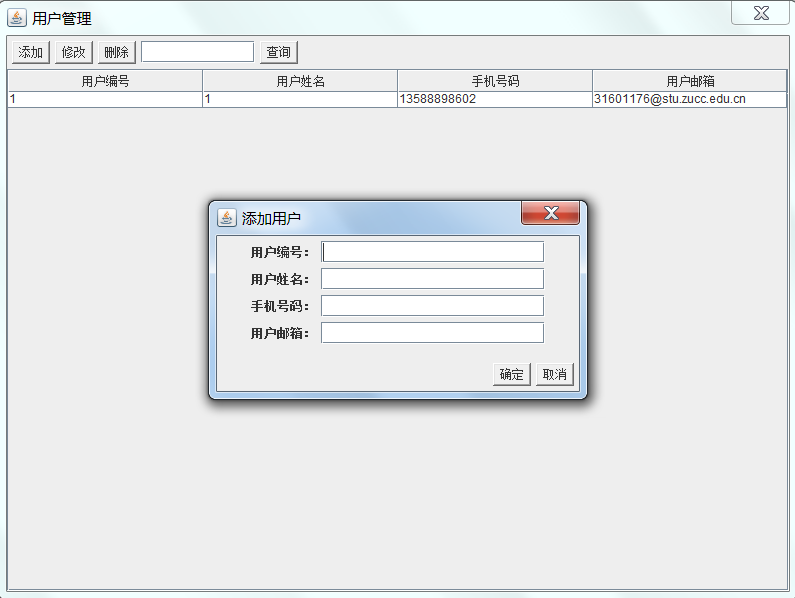 用户管理
添加 修改 删除 查询
用户编号 用户姓名 手机号码 用户邮箱
1 1 13588898602 31601176@stu.zucc.edu.cn
添加用户
用户编号：
用户姓名：
手机号码：
用户邮箱：
确定 取消